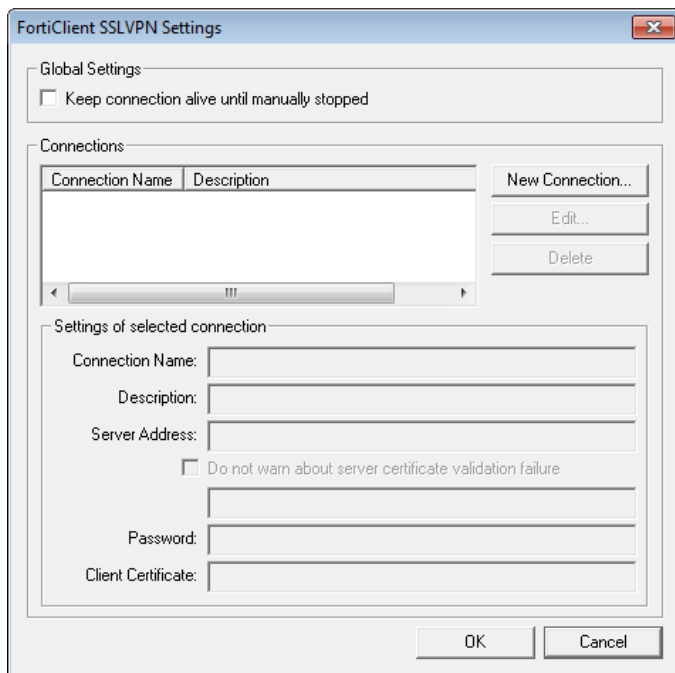 FortiClient SSLVPN Settings
Global Settings
Keep connection alive until manually stopped
Connections
Connection Name Description
New Connection...
Edit...
Delete
Settings of selected connection
Connection Name:
Description:
Server Address:
Do not warn about server certificate validation failure
Password:
Client Certificate:
OK Cancel